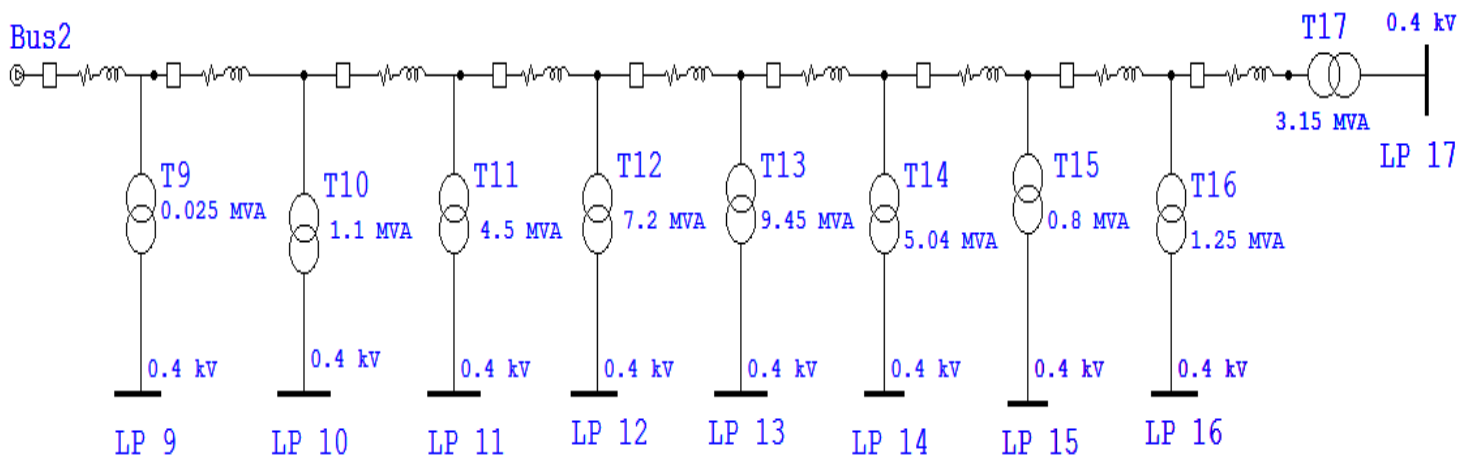 Bus2
T17
0.4 kV
3.15 MVA
LP 17
T9
0.025 MVA
T10
1.1 MVA
T11
4.5 MVA
T12
7.2 MVA
T13
9.45 MVA
T14
5.04 MVA
T15
0.8 MVA
T16
1.25 MVA
0.4 kV
0.4 kV
0.4 kV
0.4 kV
0.4 kV
0.4 kV
0.4 kV
0.4 kV
LP 9
LP 10
LP 11
LP 12
LP 13
LP 14
LP 15
LP 16